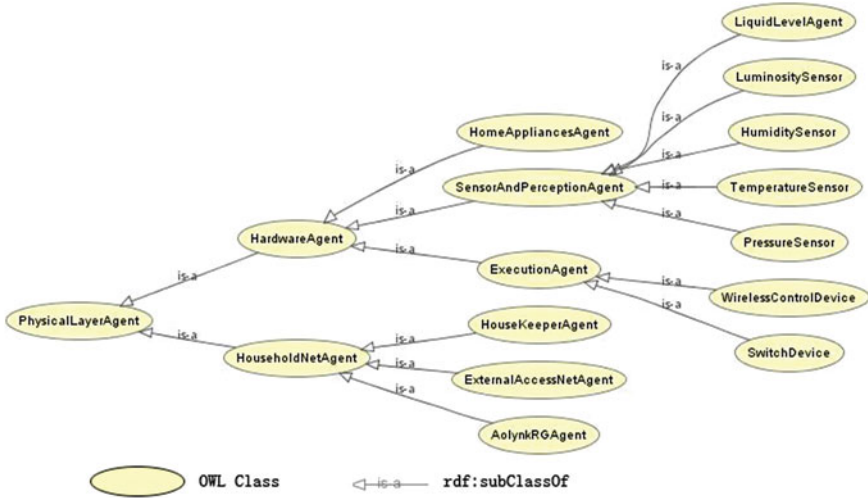 LiquidLevelAgent
is-a
LuminositySensor
is-a
HomeAppliancesAgent
HumiditySensor
is-a
is-a
SensorAndPerceptionAgent
is-a
TemperatureSensor
is-a
is-a
HardwareAgent
PressureSensor
is-a
ExecutionAgent
is-a
is-a
WirelessControlDevice
is-a
PhysicalLayerAgent
HouseKeeperAgent
is-a
is-a
SwitchDevice
HouseholdNetAgent
is-a
ExternalAccessNetAgent
is-a
AolynkRGAgent
OWL Class
is-a
rdf:subClassOf